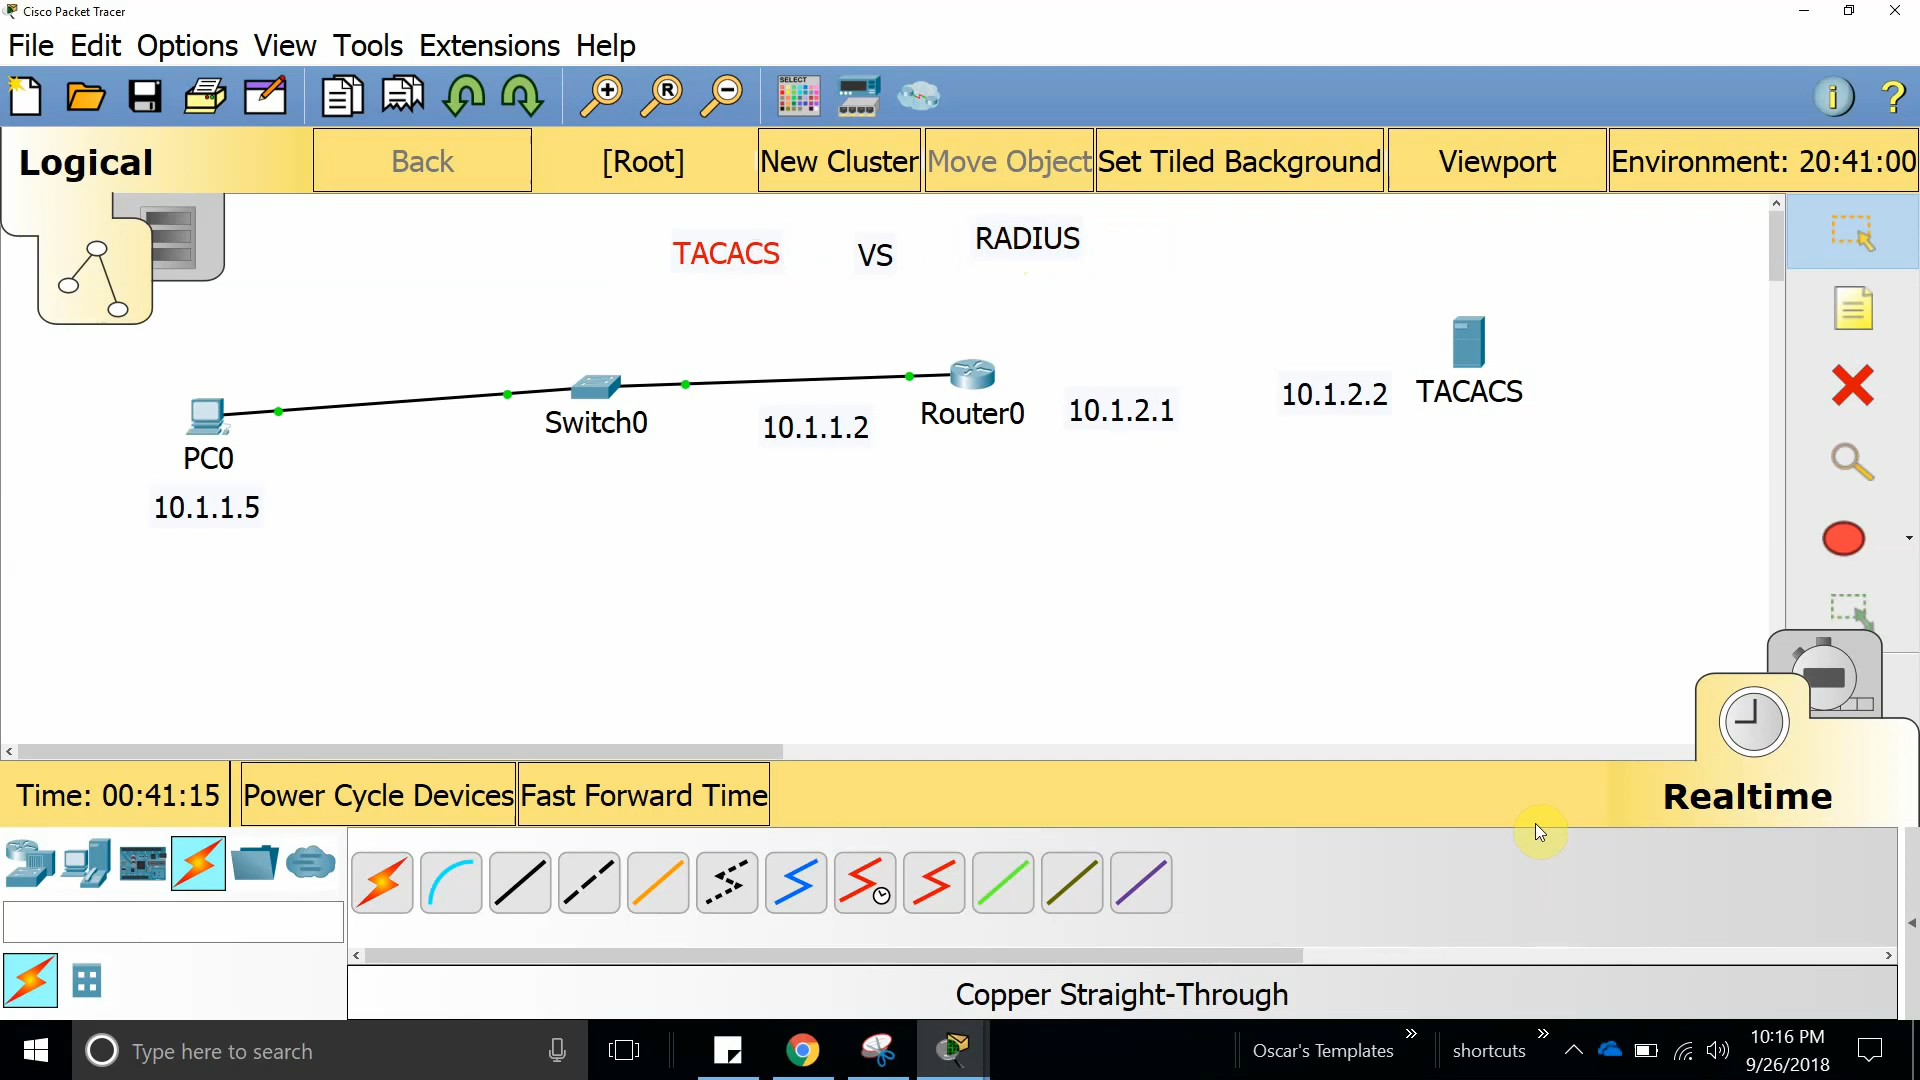 Cisco Packet Tracer
File Edit Options View Tools Extensions Help
SELECT
R
i ?
Logical Back [Root] New Cluster Move Object Set Tiled Background Viewport Environment: 20:41:00
TACACS VS RADIUS
PC0
10.1.1.5
Switch0
10.1.1.2
Router0
10.1.2.1
10.1.2.2
TACACS
Time: 00:41:15 Power Cycle Devices Fast Forward Time Realtime
Copper Straight-Through
Type here to search
Oscar's Templates » shortcuts »
10:16 PM
9/26/2018